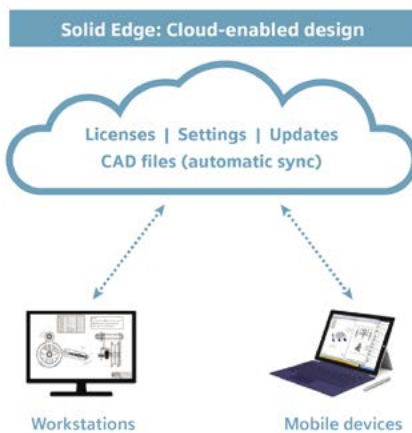 Solid Edge: Cloud-enabled design
Licenses | Settings | Updates
CAD files (automatic sync)
Workstations
Mobile devices